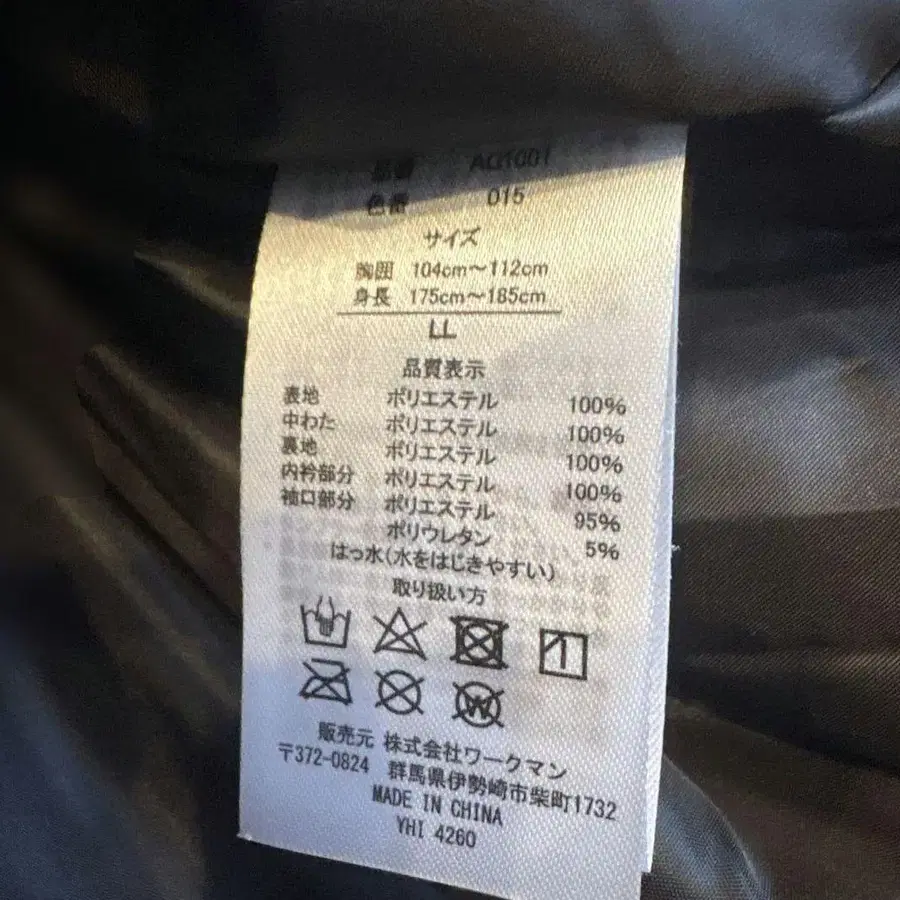 品番 AQ1001
色番 015
サイズ
胸囲 104cm～112cm
身長 175cm～185cm
LL
品質表示
表地 ポリエステル 100%
中わた ポリエステル 100%
裏地 ポリエステル 100%
内衿部分 ポリエステル 100%
袖口部分 ポリエステル 95%
ポリウレタン 5%
はっ水(水をはじきやすい)
取り扱い方
W
販売元 株式会社ワークマン
〒372-0824 群馬県伊勢崎市柴町1732
MADE IN CHINA
YHI 4260